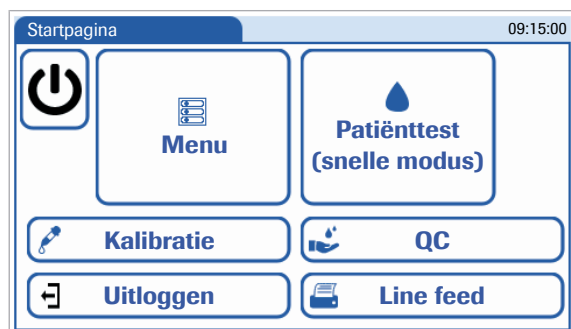 Startpagina
09:15:00
Menu
Patiënttest
(snelle modus)
Kalibratie
QC
Uitloggen
Line feed